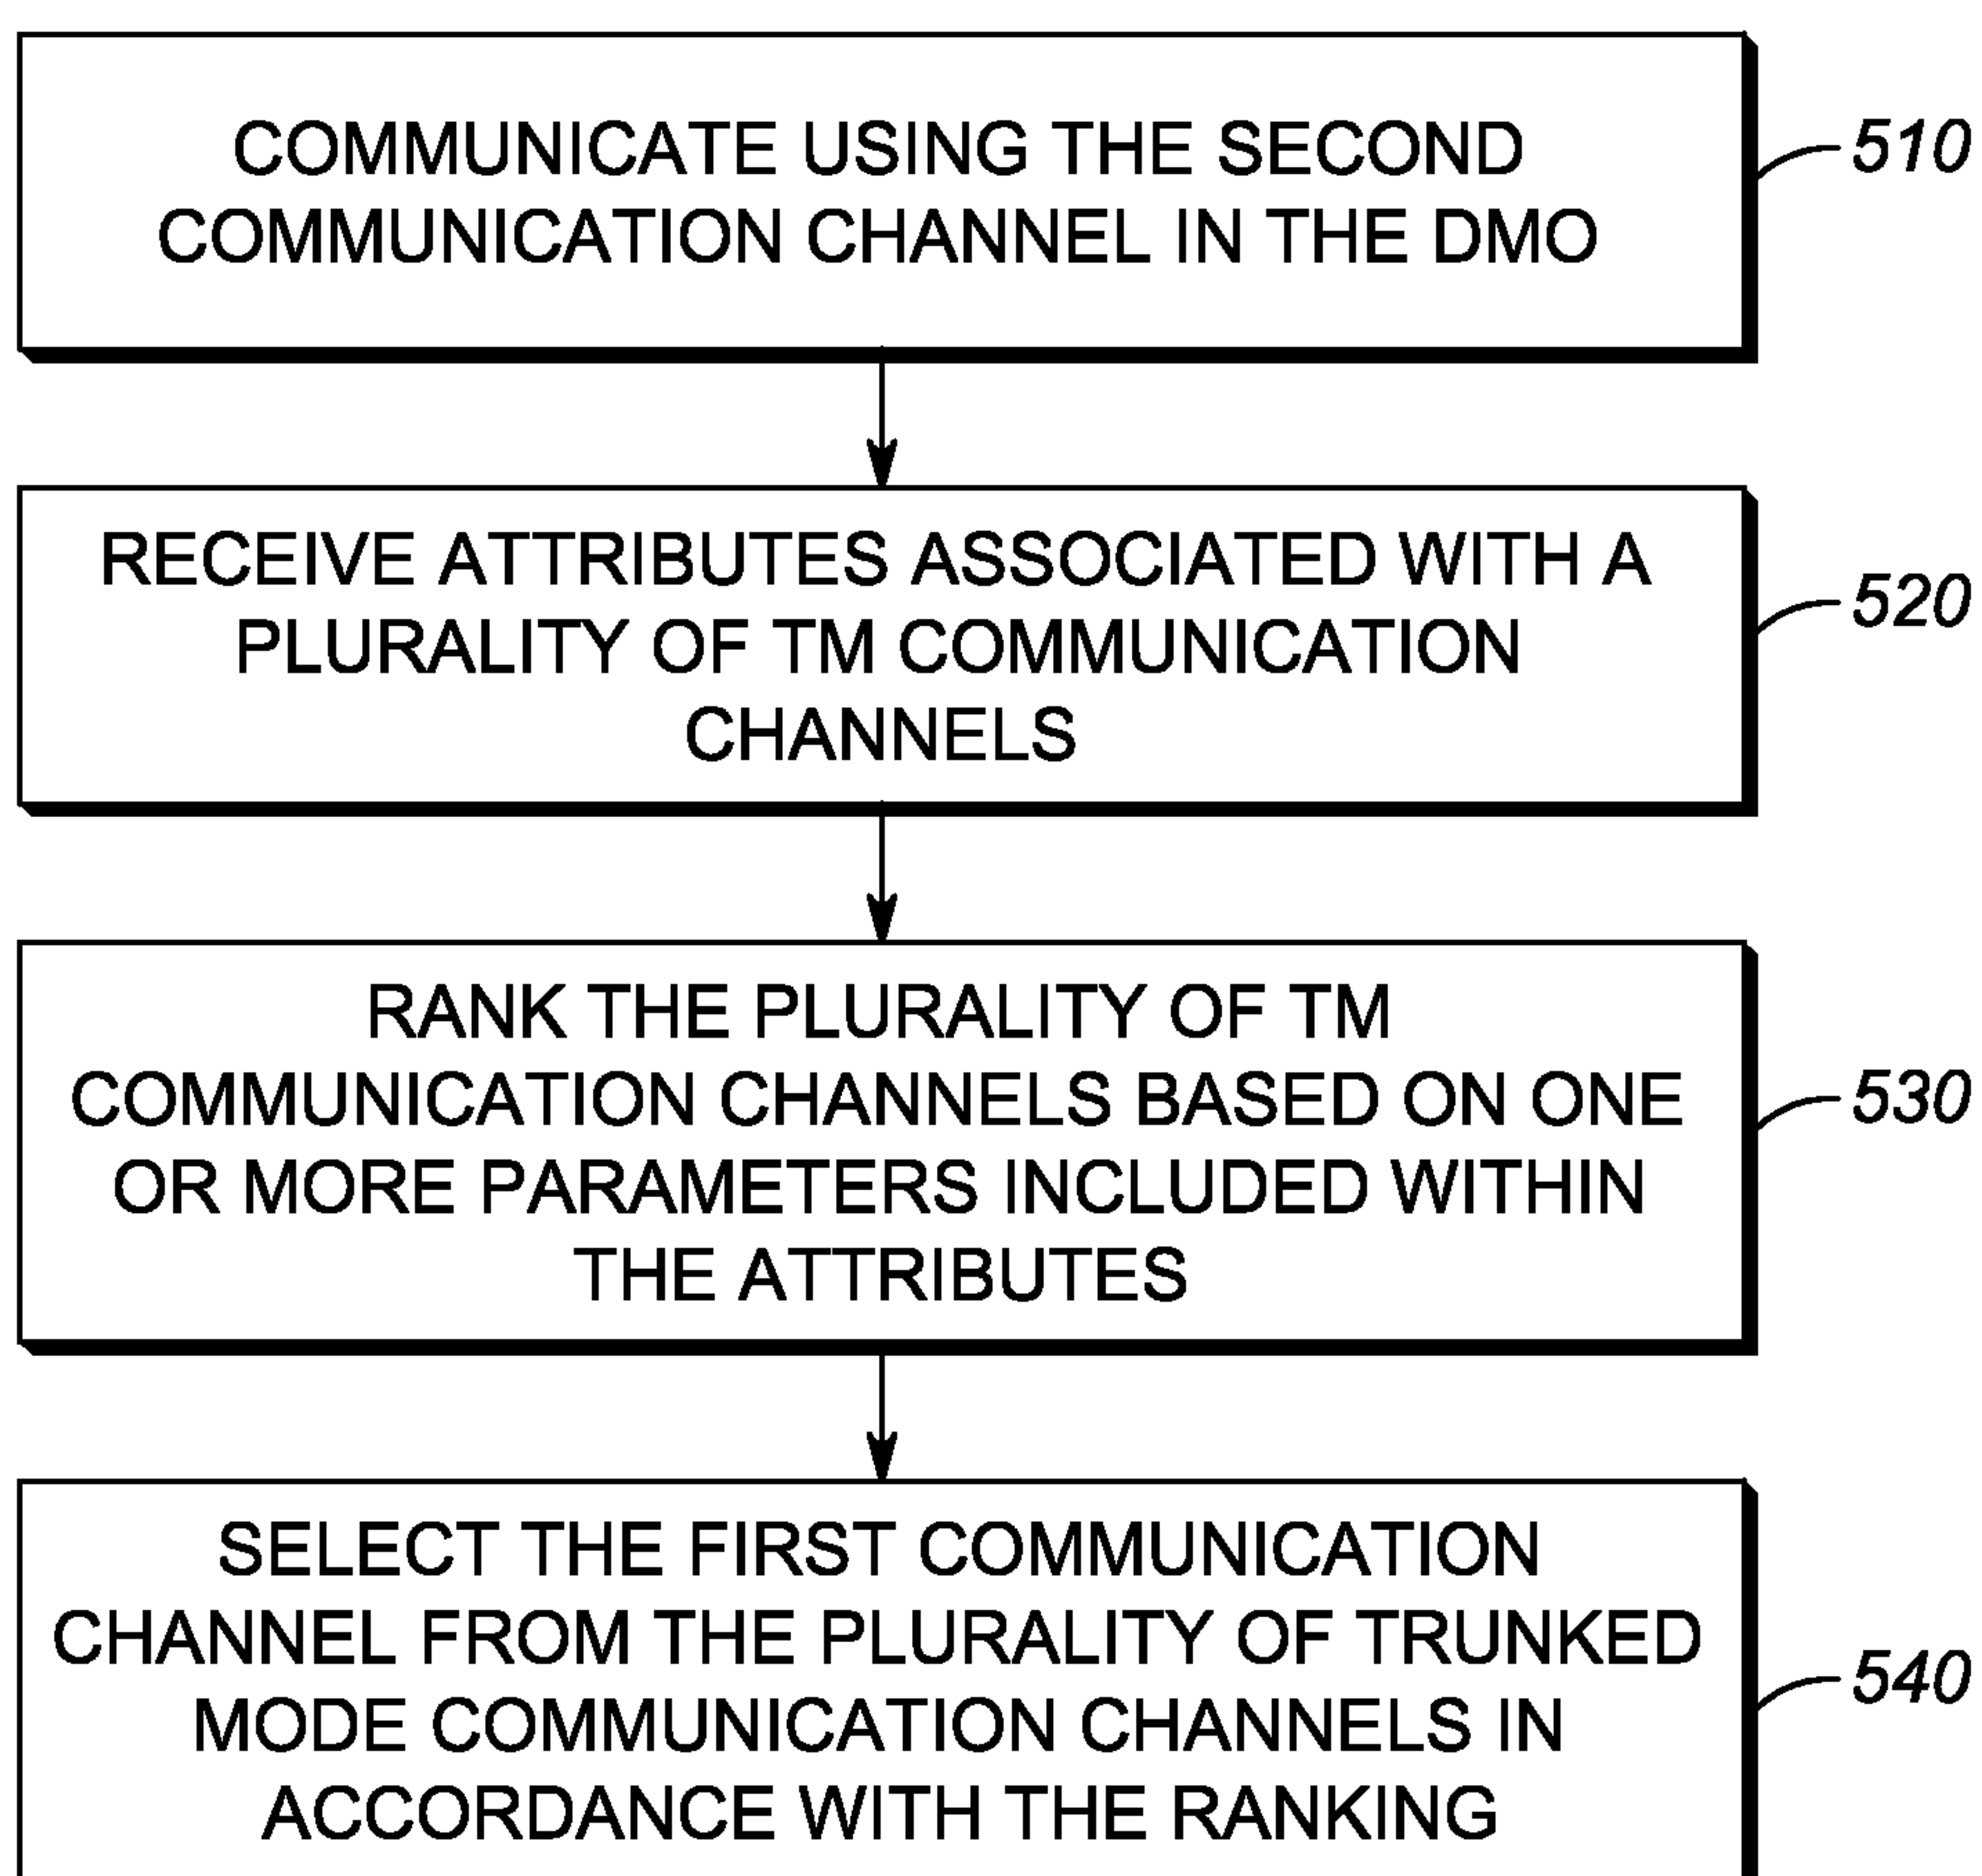 COMMUNICATE USING THE SECOND
COMMUNICATION CHANNEL IN THE DMO
510
RECEIVE ATTRIBUTES ASSOCIATED WITH A
PLURALITY OF TM COMMUNICATION
CHANNELS
520
RANK THE PLURALITY OF TM
COMMUNICATION CHANNELS BASED ON ONE
OR MORE PARAMETERS INCLUDED WITHIN
THE ATTRIBUTES
530
SELECT THE FIRST COMMUNICATION
CHANNEL FROM THE PLURALITY OF TRUNKED
MODE COMMUNICATION CHANNELS IN
ACCORDANCE WITH THE RANKING
540